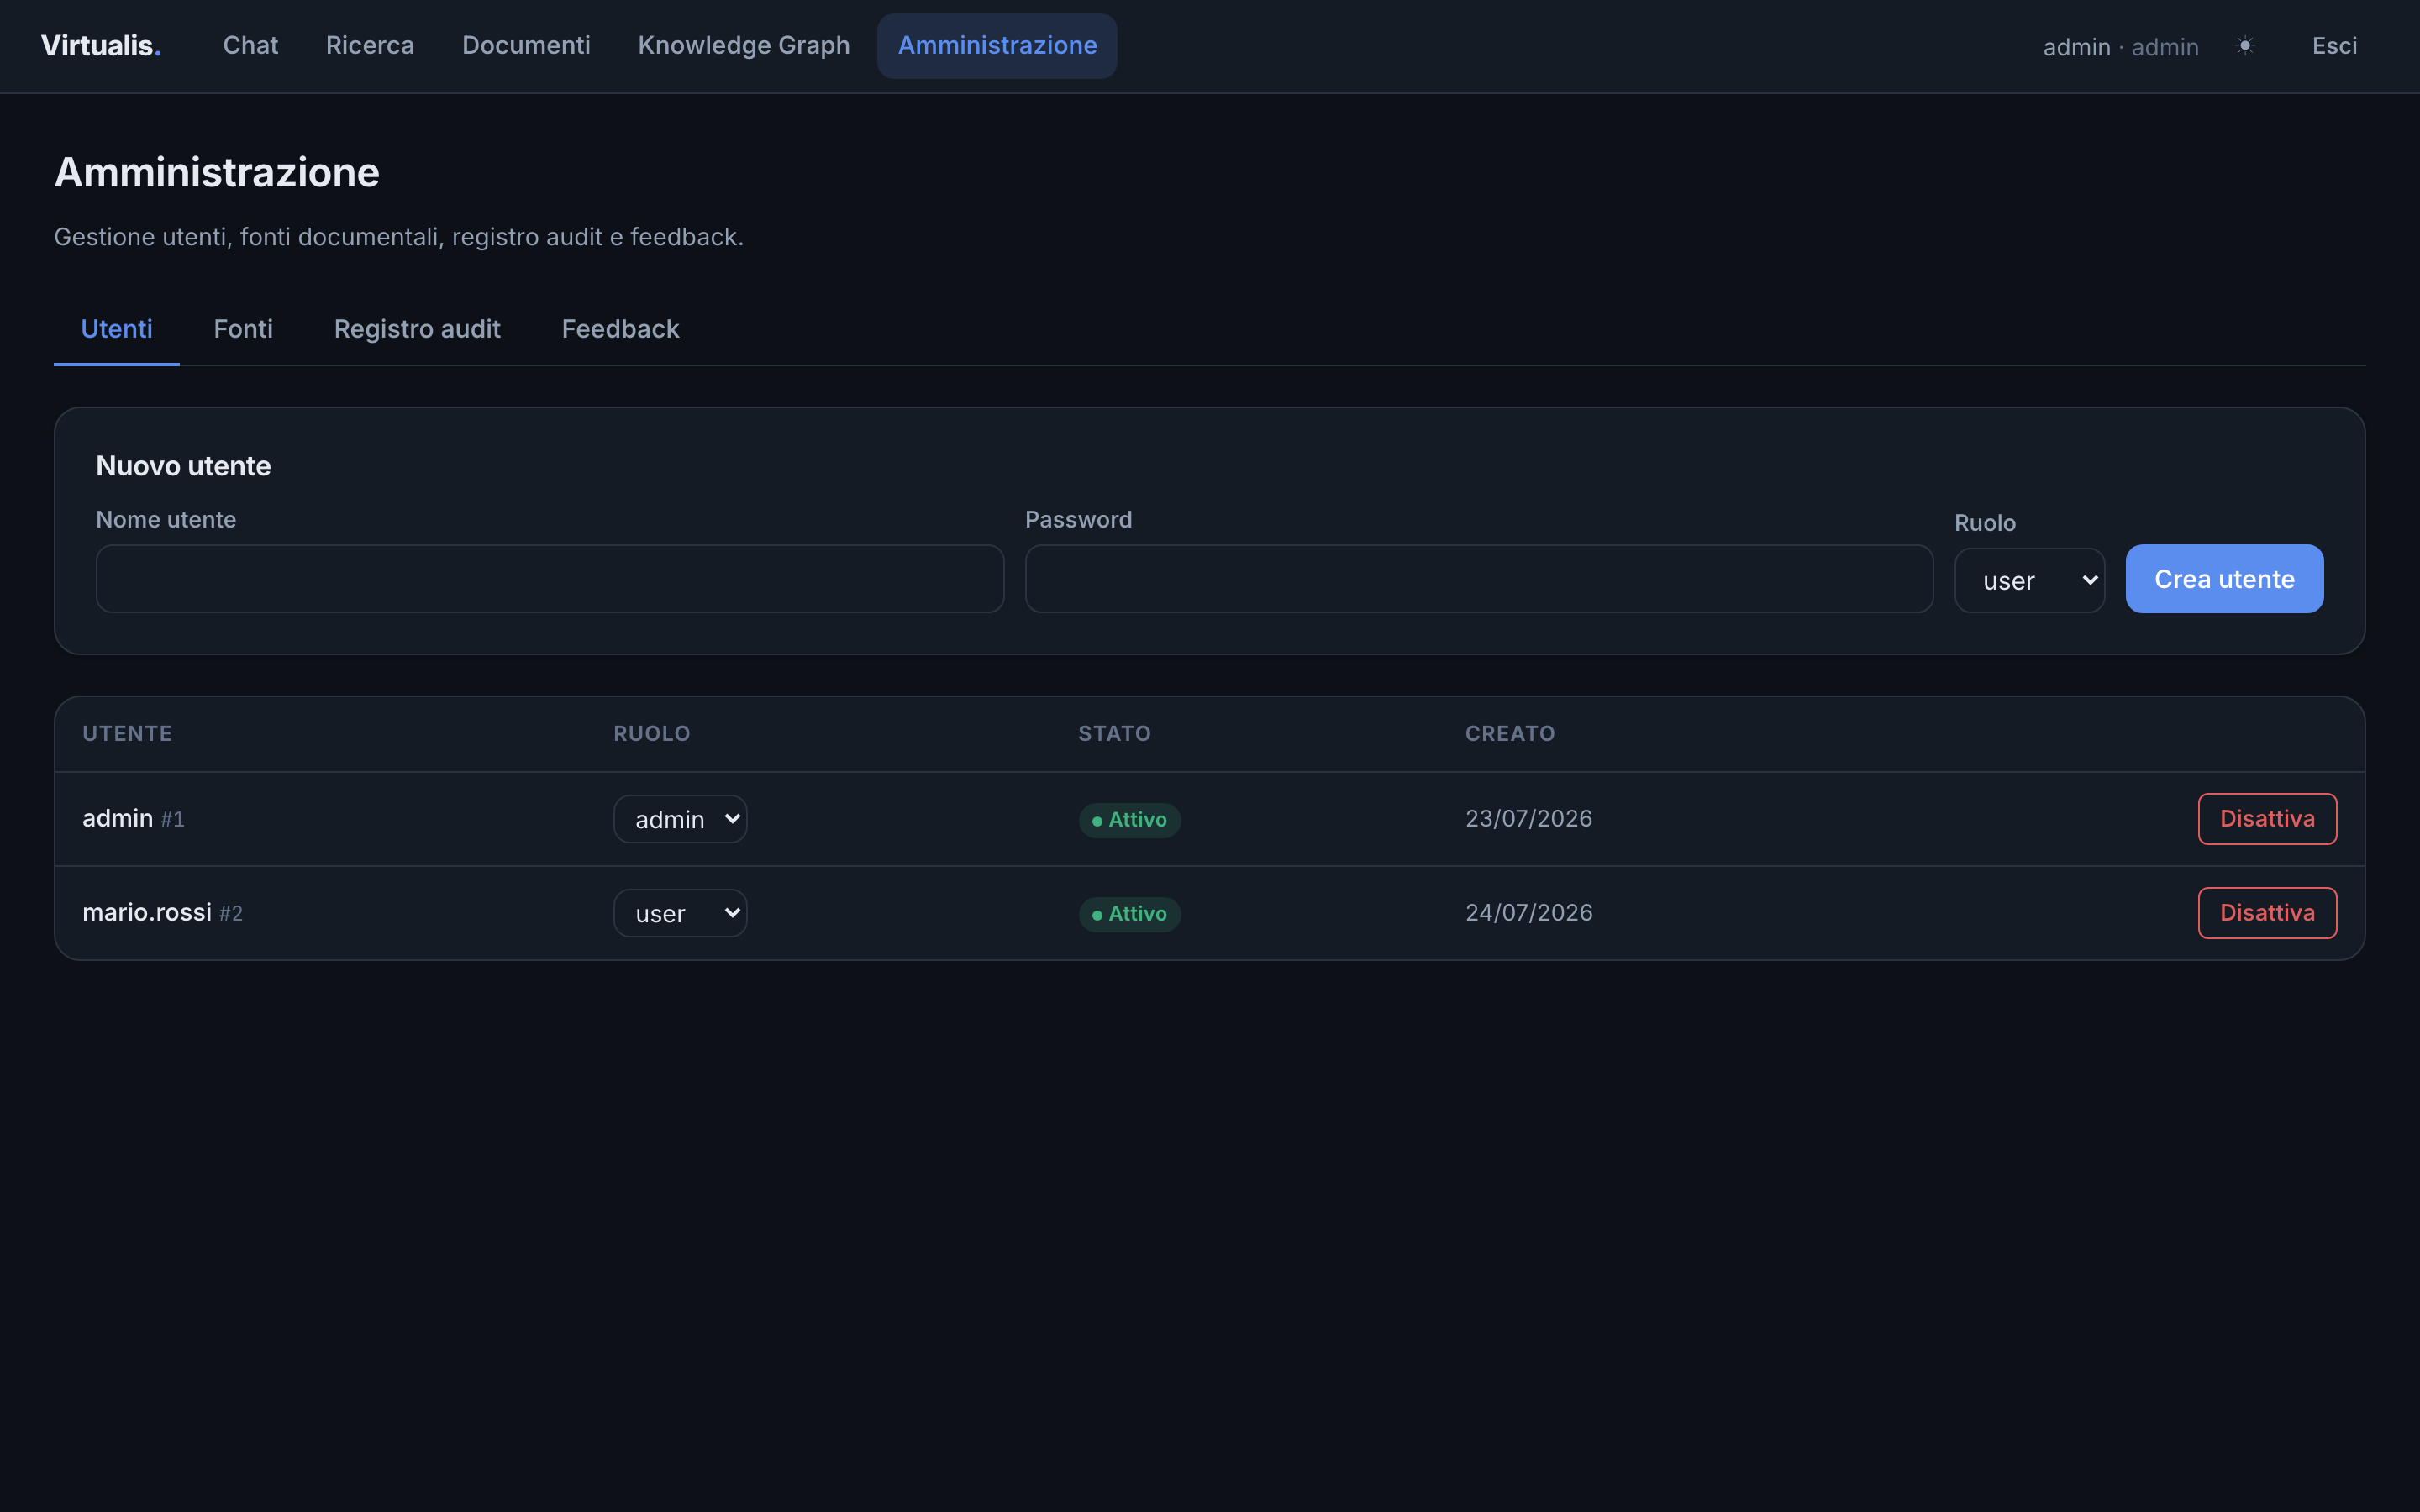 Virtualis. Chat Ricerca Documenti Knowledge Graph Amministrazione admin · admin Esci
Amministrazione
Gestione utenti, fonti documentali, registro audit e feedback.
Utenti Fonti Registro audit Feedback
Nuovo utente
Nome utente Password Ruolo
user Crea utente
UTENTE RUOLO STATO CREATO
admin #1 admin Attivo 23/07/2026 Disattiva
mario.rossi #2 user Attivo 24/07/2026 Disattiva